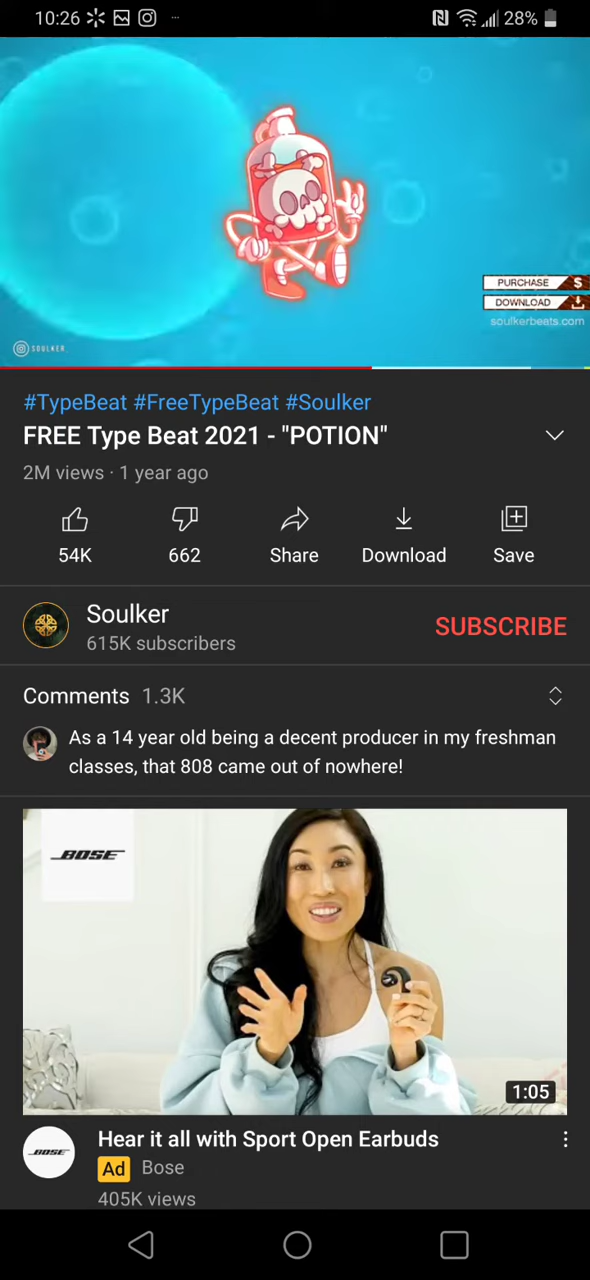 10:26
28%
PURCHASE $
DOWNLOAD
soulkerbeats.com
SOULKER
#TypeBeat #FreeTypeBeat #Soulker
FREE Type Beat 2021 - "POTION"
2M views · 1 year ago
54K 662 Share Download Save
Soulker
615K subscribers
SUBSCRIBE
Comments 1.3K
As a 14 year old being a decent producer in my freshman
classes, that 808 came out of nowhere!
BOSE
1:05
BOSE
Hear it all with Sport Open Earbuds
Ad Bose
405K views